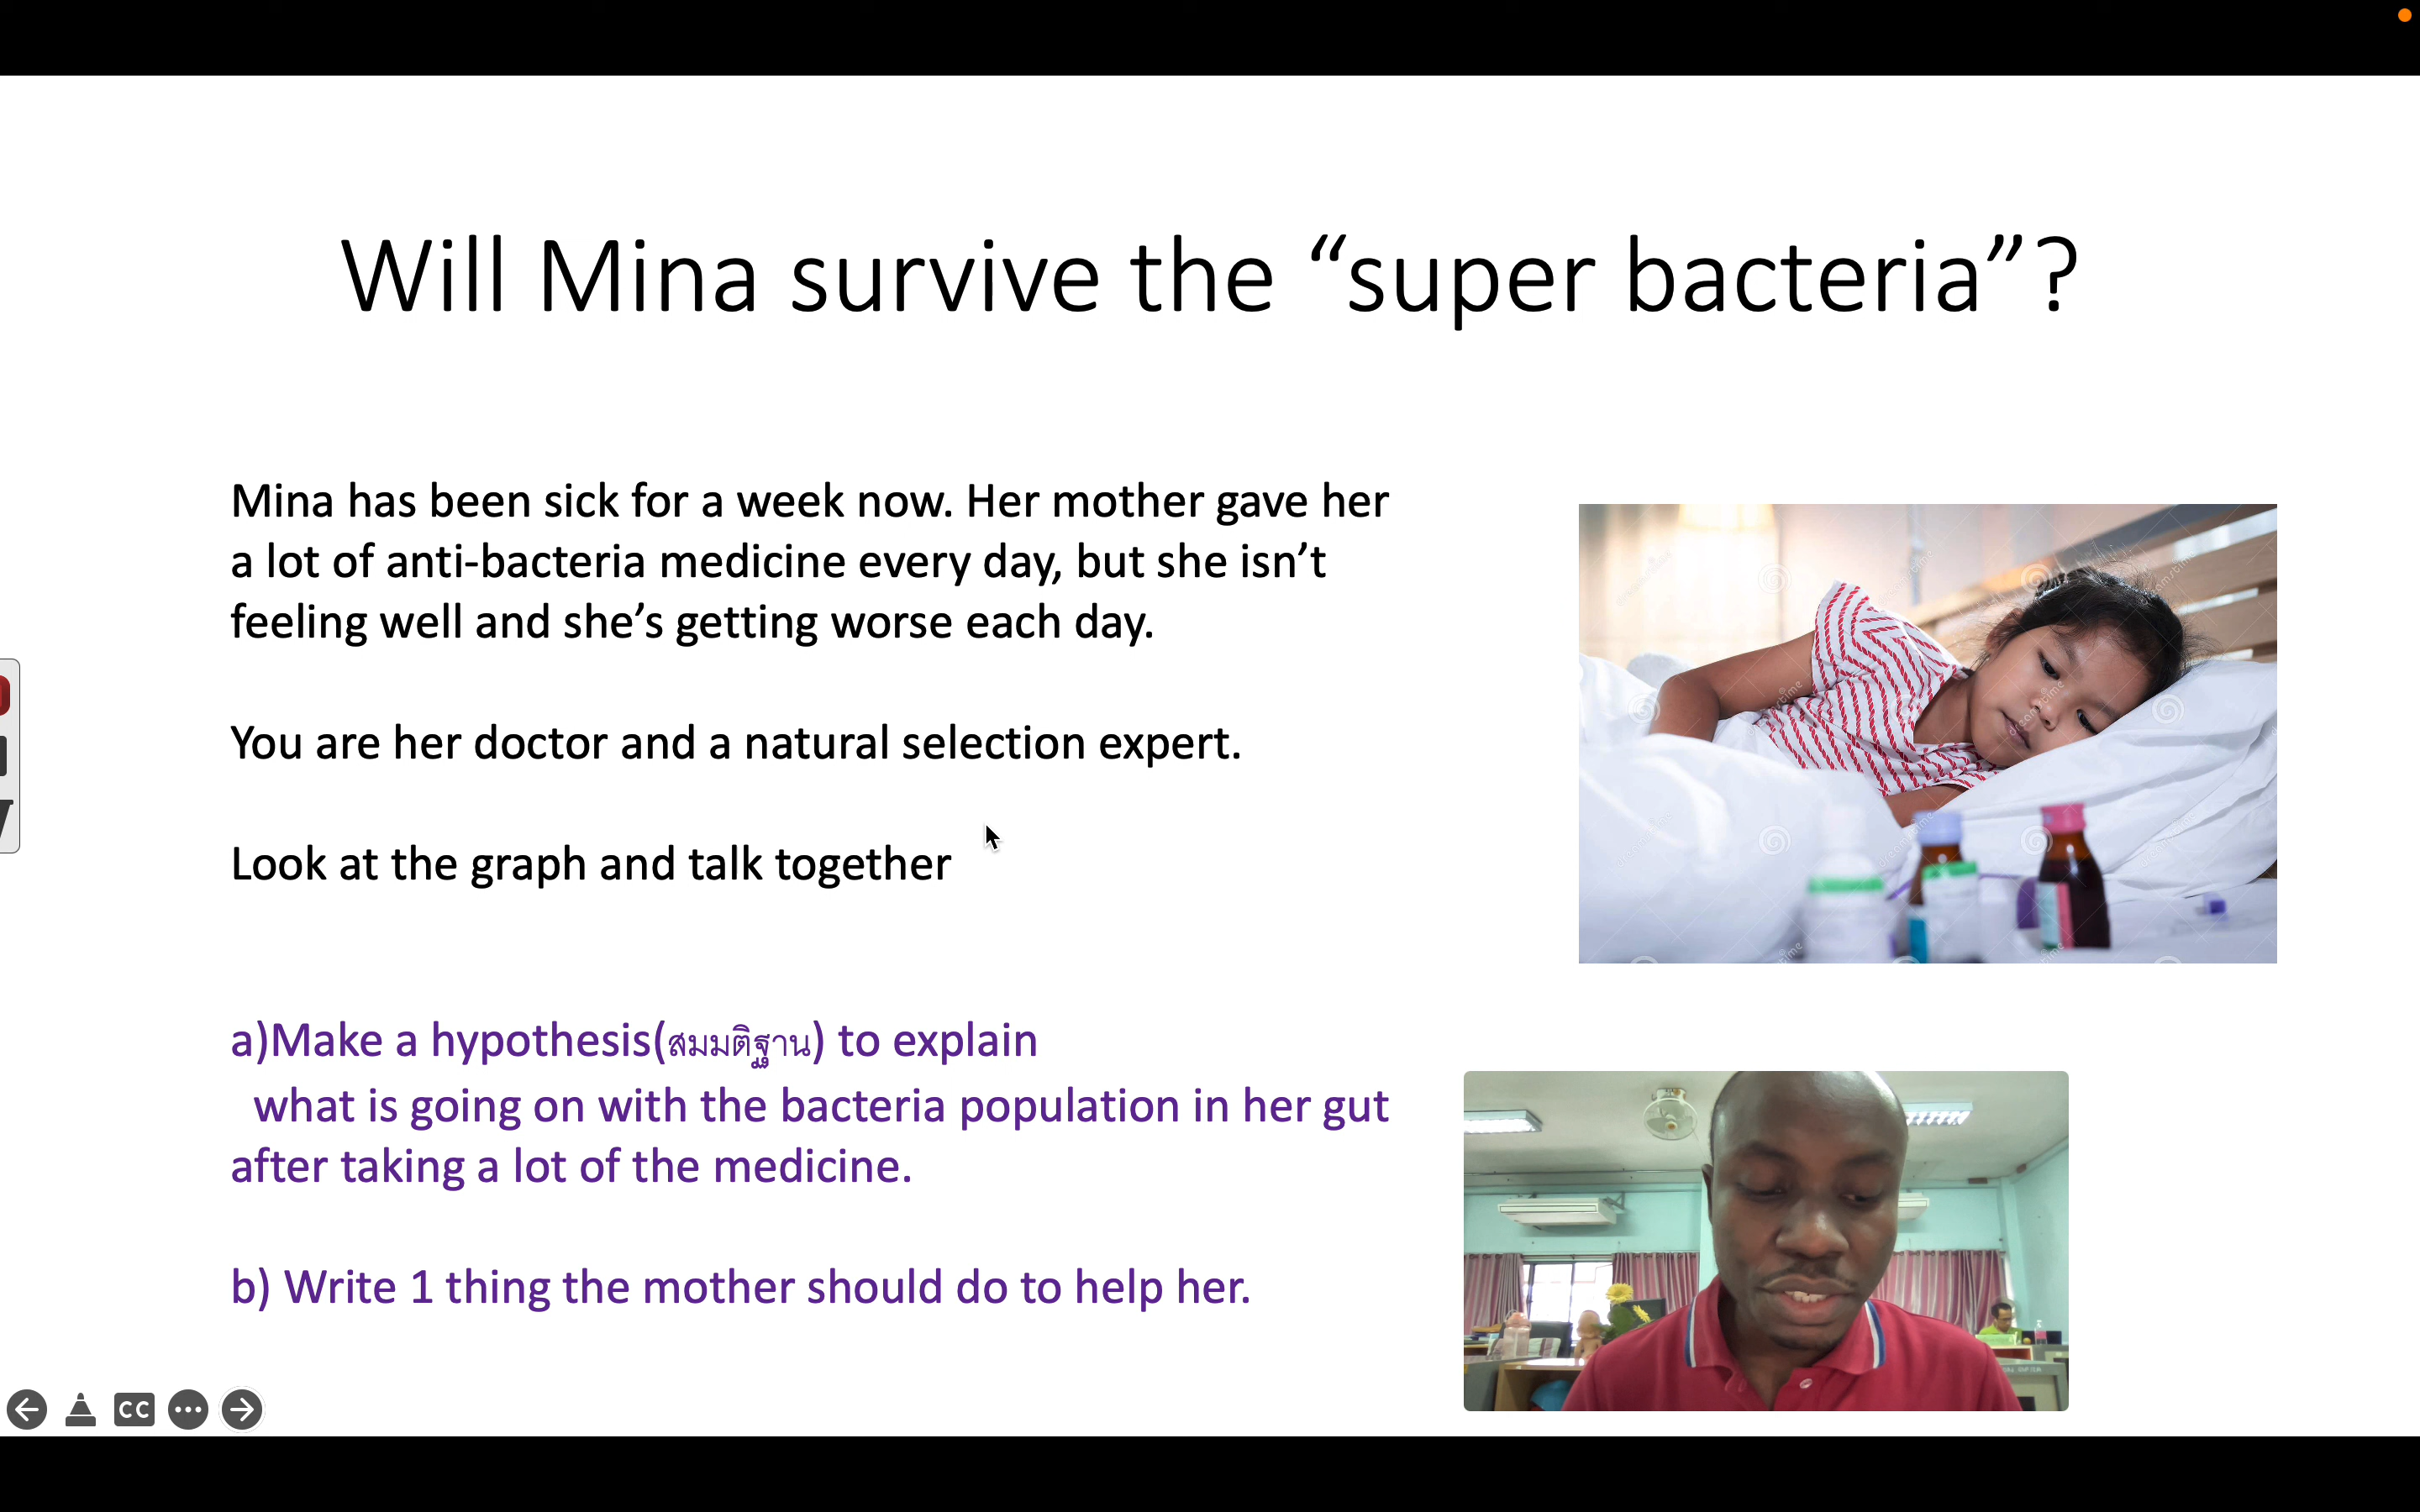 Will Mina survive the “super bacteria”?
Mina has been sick for a week now. Her mother gave her
a lot of anti-bacteria medicine every day, but she isn’t
feeling well and she’s getting worse each day.
You are her doctor and a natural selection expert.
Look at the graph and talk together
a)Make a hypothesis(สมมติฐาน) to explain
what is going on with the bacteria population in her gut
after taking a lot of the medicine.
b) Write 1 thing the mother should do to help her.
CC